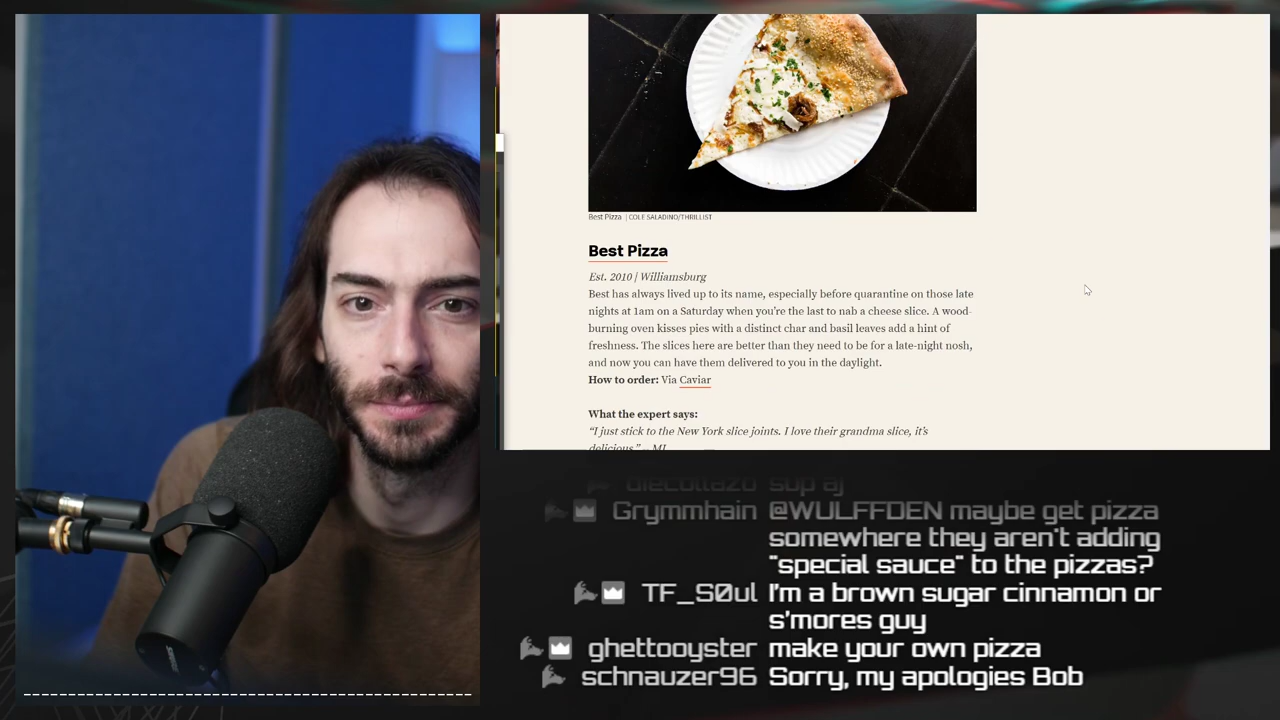 Best Pizza | COLE SALADINO/THRILLIST
Best Pizza
Est. 2010 | Williamsburg
Best has always lived up to its name, especially before quarantine on those late
nights at 1am on a Saturday when you're the last to nab a cheese slice. A wood-
burning oven kisses pies with a distinct char and basil leaves add a hint of
freshness. The slices here are better than they need to be for a late-night nosh,
and now you can have them delivered to you in the daylight.
How to order: Via Caviar
What the expert says:
“I just stick to the New York slice joints. I love their grandma slice, it's
delicious.” – MI
diecollazo sup aj
Grymmhain @WULFFDEN maybe get pizza
somewhere they aren't adding
"special sauce" to the pizzas?
TF_S0ul I'm a brown sugar cinnamon or
s'mores guy
ghettooyster make your own pizza
schnauzer96 Sorry, my apologies Bob